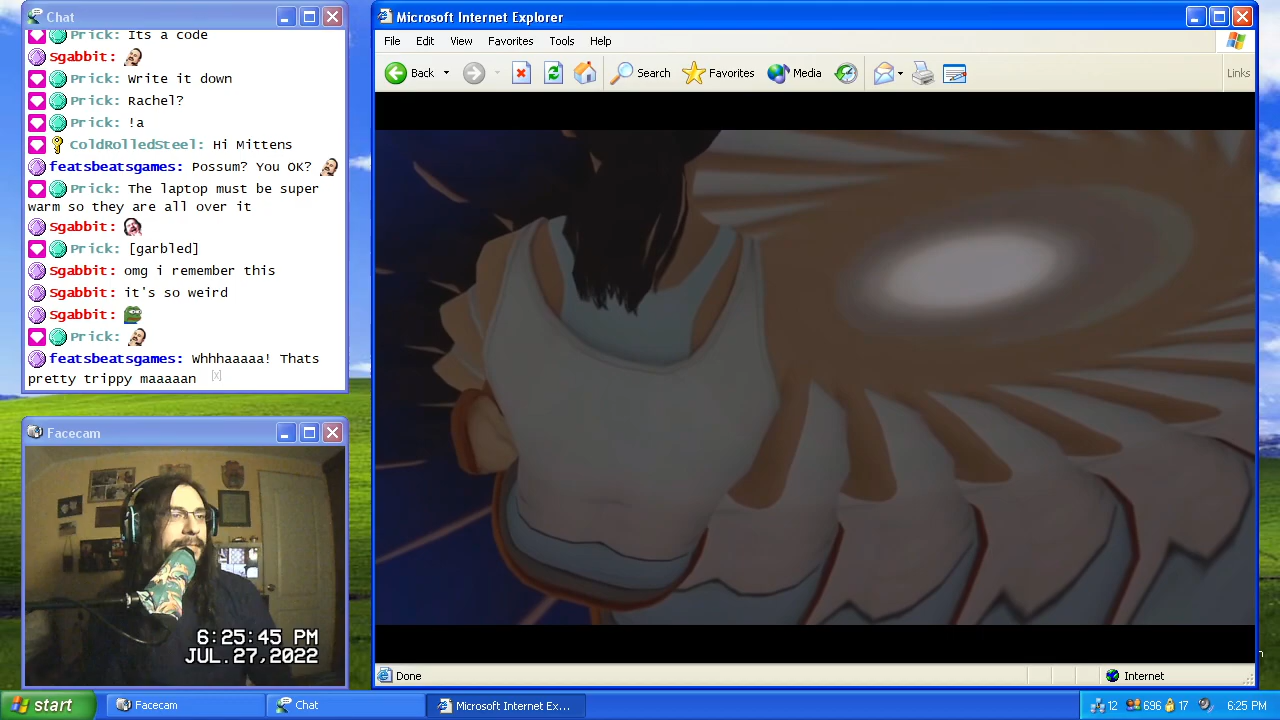 Chat
Prick: Its a code
Sgabbit:
Prick: Write it down
Prick: Rachel?
Prick: !a
ColdRolledSteel: Hi Mittens
featsbeatsgames: Possum? You OK?
Prick: The laptop must be super
warm so they are all over it
Sgabbit:
Prick: [garbled]
Sgabbit: omg i remember this
Sgabbit: it's so weird
Sgabbit:
Prick:
featsbeatsgames: Whhhaaaaa! Thats
pretty trippy maaaaan [x]
Facecam
6:25:45 PM
JUL.27,2022
Microsoft Internet Explorer
File Edit View Favorites Tools Help
Back Search Favorites Media Links
Done Internet
start Facecam Chat Microsoft Internet Ex... 12 696 17 6:25 PM